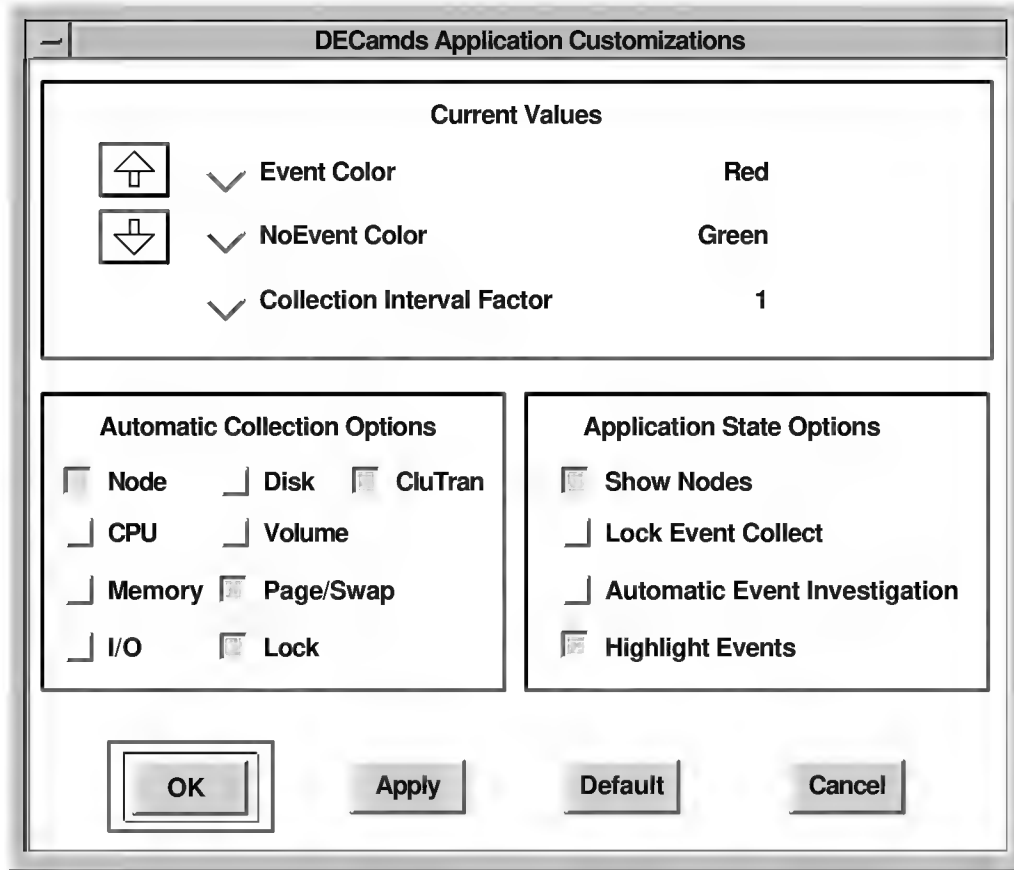 DECamds Application Customizations
Current Values
Event Color Red
NoEvent Color Green
Collection Interval Factor 1
Automatic Collection Options
Node Disk CluTran
CPU Volume
Memory Page/Swap
I/O Lock
Application State Options
Show Nodes
Lock Event Collect
Automatic Event Investigation
Highlight Events
OK Apply Default Cancel